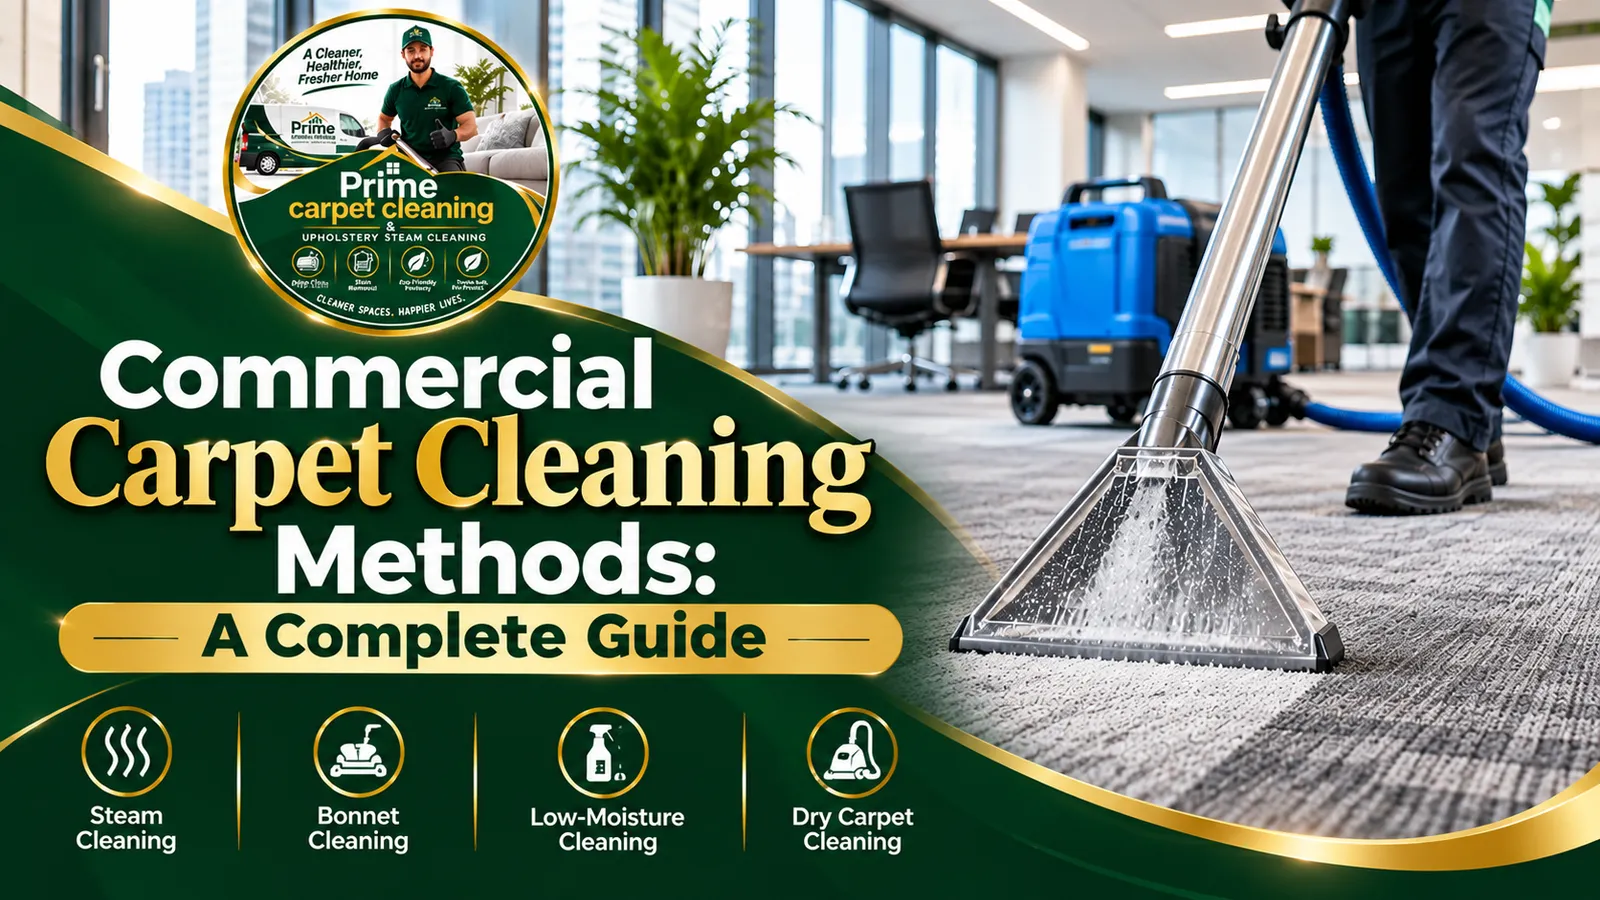 A Cleaner,
Healthier,
Fresher Home
Prime
Prime
carpet cleaning
&
UPHOLSTERY STEAM CLEANING
CLEANER SPACES. HAPPIER LIVES.
Commercial
Carpet Cleaning
Methods:
A Complete Guide
Steam
Cleaning
Bonnet
Cleaning
Low-Moisture
Cleaning
Dry Carpet
Cleaning